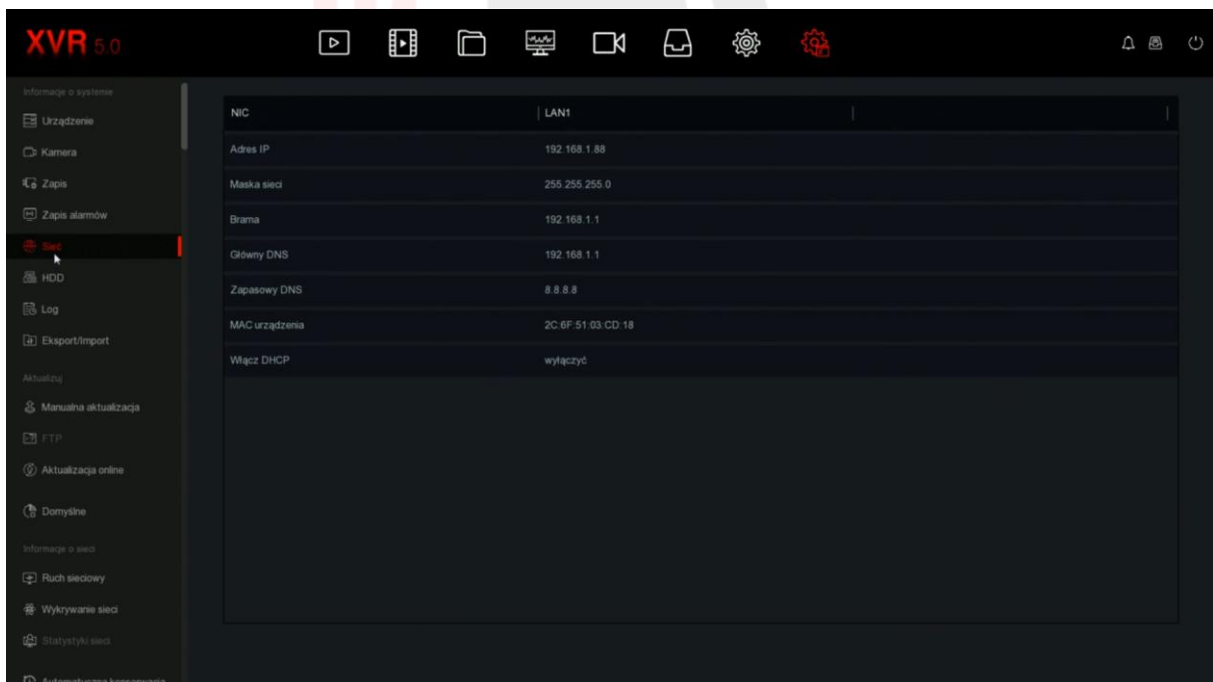 XVR 5.0
Informacje o systemie
Urządzenie
Kamera
Zapis
Zapis alarmów
Sieć
HDD
Log
Eksport/Import
Aktualizuj
Manualna aktualizacja
FTP
Aktualizacja online
Domyślne
Informacje o sieci
Ruch sieciowy
Wykrywanie sieci
Statystyki sieci
Automatyczna konserwacja
NIC LAN1
Adres IP 192.168.1.88
Maska sieci 255.255.255.0
Brama 192.168.1.1
Główny DNS 192.168.1.1
Zapasowy DNS 8.8.8.8
MAC urządzenia 2C:6F:51:03:CD:18
Włącz DHCP wyłączyć